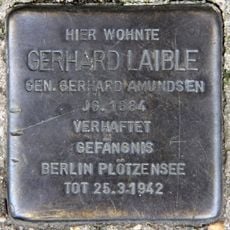 HIER WOHNTE
GERHARD LAIBLE
GEN. GERHARD AMUNDSEN
JG. 1884
VERHAFTET
GEFÄNGNIS
BERLIN PLÖTZENSEE
TOT 25.3.1942